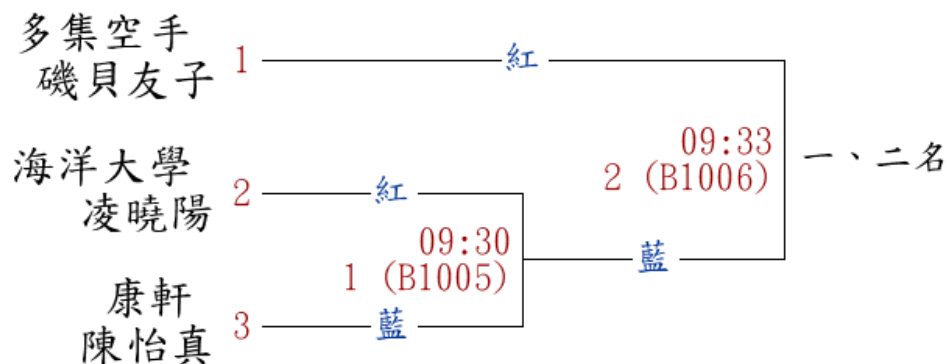 多集空手
磯貝友子
1
紅
09:33
2 (B1006)
一、二名
海洋大學
凌曉陽
2
紅
09:30
1 (B1005)
藍
康軒
陳怡真
3
藍